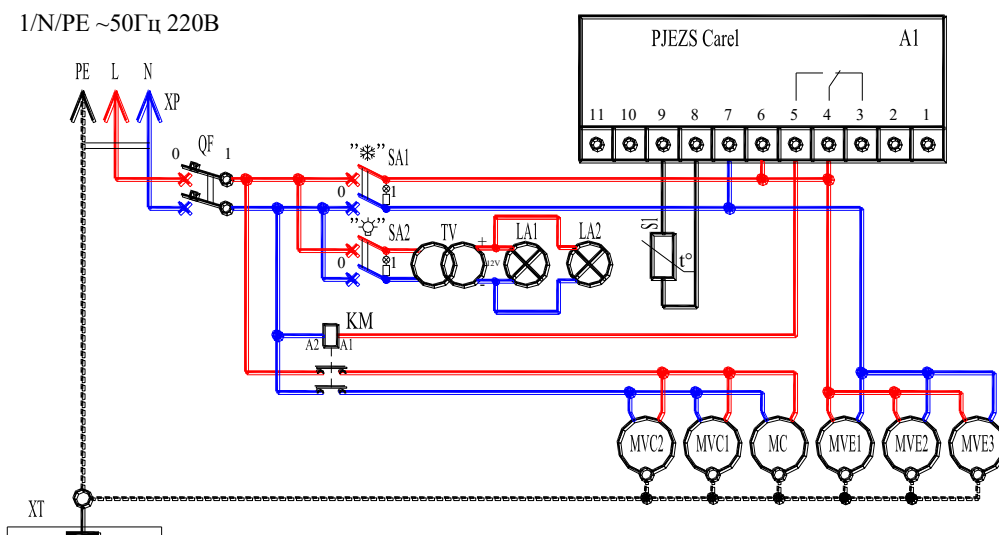 1/N/PE ~50Гц 220В
PJEZS Carel A1
PE L N
XP
11 10 9 8 7 6 5 4 3 2 1
0 QF 1
"❄" SA1
0 1
S1
t°
"" SA2 TV LA1 LA2
0 1 + 12V -
KM
A2 A1
MVC2 MVC1 MC MVE1 MVE2 MVE3
XT